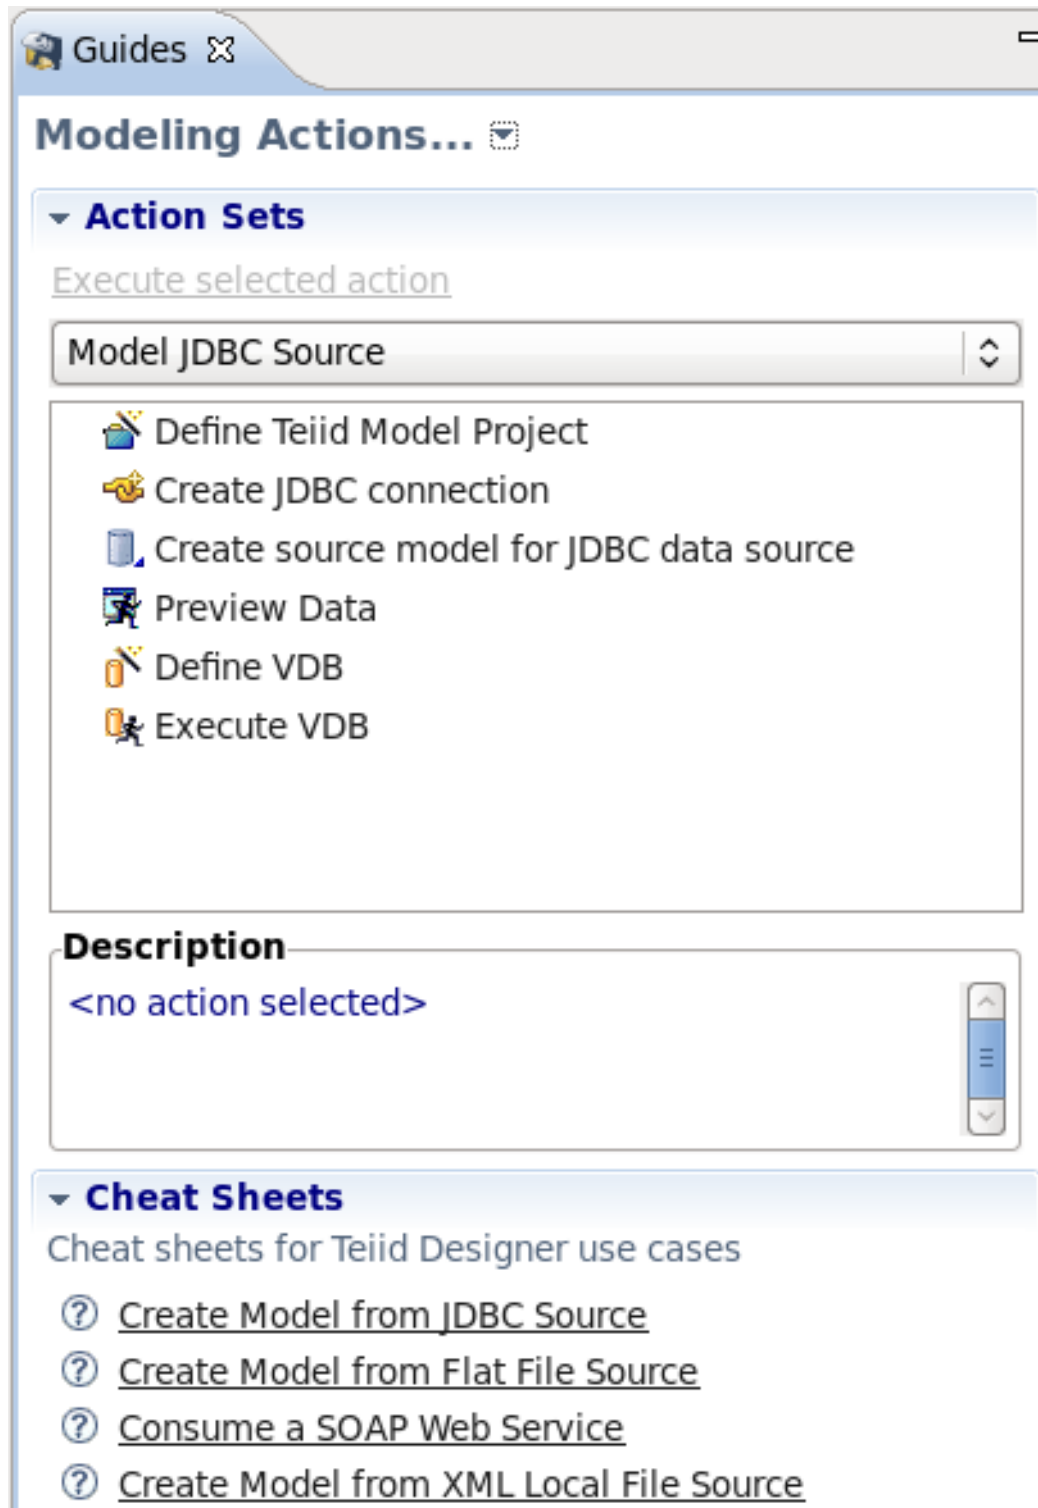 Guides
Modeling Actions...
Action Sets
Execute selected action
Model JDBC Source
Define Teiid Model Project
Create JDBC connection
Create source model for JDBC data source
Preview Data
Define VDB
Execute VDB
Description
<no action selected>
Cheat Sheets
Cheat sheets for Teiid Designer use cases
Create Model from JDBC Source
Create Model from Flat File Source
Consume a SOAP Web Service
Create Model from XML Local File Source